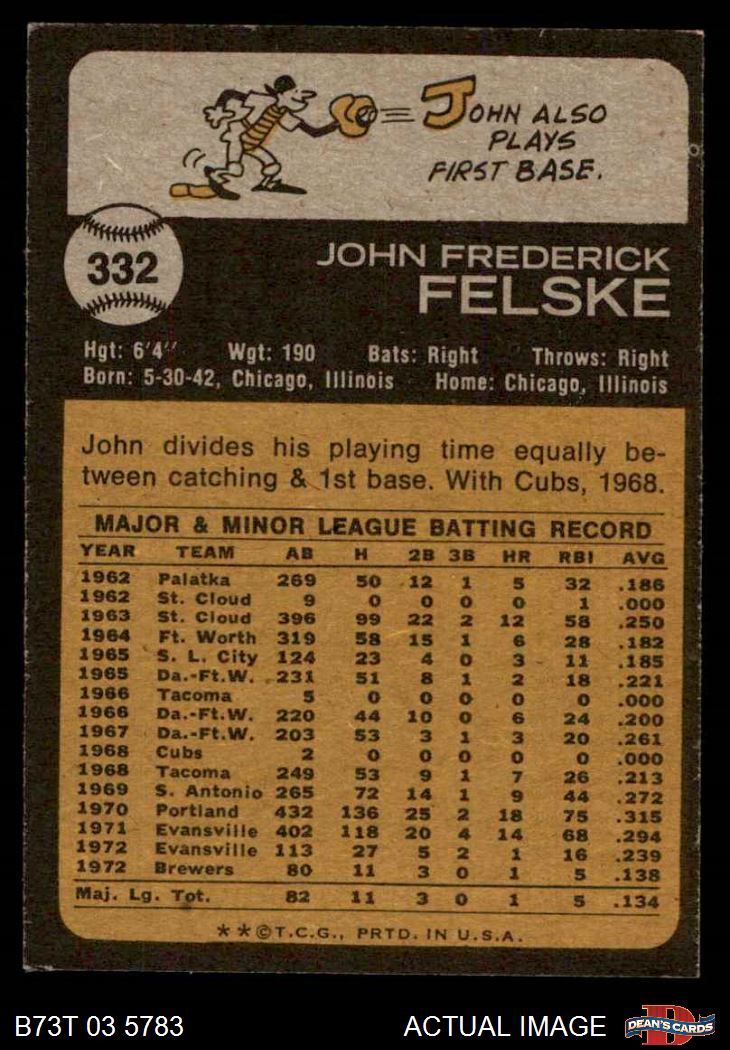 JOHN ALSO
PLAYS
FIRST BASE.
332
JOHN FREDERICK
FELSKE
Hgt: 6'4" Wgt: 190 Bats: Right Throws: Right
Born: 5-30-42, Chicago, Illinois Home: Chicago, Illinois
John divides his playing time equally be-
tween catching & 1st base. With Cubs, 1968.
MAJOR & MINOR LEAGUE BATTING RECORD
YEAR TEAM AB H 2B 3B HR RBI AVG
1962 Palatka 269 50 12 1 5 32 .186
1962 St. Cloud 9 0 0 0 0 1 .000
1963 St. Cloud 396 99 22 2 12 58 .250
1964 Ft. Worth 319 58 15 1 6 28 .182
1965 S. L. City 124 23 4 0 3 11 .185
1965 Da.-Ft.W. 231 51 8 1 2 18 .221
1966 Tacoma 5 0 0 0 0 0 .000
1966 Da.-Ft.W. 220 44 10 0 6 24 .200
1967 Da.-Ft.W. 203 53 3 1 3 20 .261
1968 Cubs 2 0 0 0 0 0 .000
1968 Tacoma 249 53 9 1 7 26 .213
1969 S. Antonio 265 72 14 1 9 44 .272
1970 Portland 432 136 25 2 18 75 .315
1971 Evansville 402 118 20 4 14 68 .294
1972 Evansville 113 27 5 2 1 16 .239
1972 Brewers 80 11 3 0 1 5 .138
Maj. Lg. Tot. 82 11 3 0 1 5 .134
**©T.C.G., PRTD. IN U.S.A.
B73T 03 5783 ACTUAL IMAGE D DEAN'S CARDS